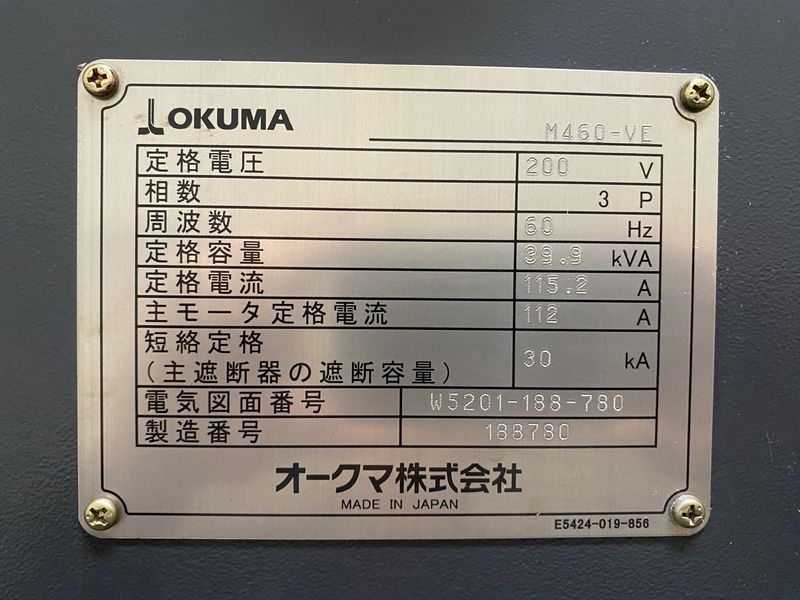 OKUMA
M460-VE
定格電圧 200 V
相数 3 P
周波数 60 Hz
定格容量 39.9 kVA
定格電流 115.2 A
主モータ定格電流 112 A
短絡定格
(主遮断器の遮断容量) 30 kA
電気図面番号 W5201-188-780
製造番号 188780
オークマ株式会社
MADE IN JAPAN
E5424-019-856